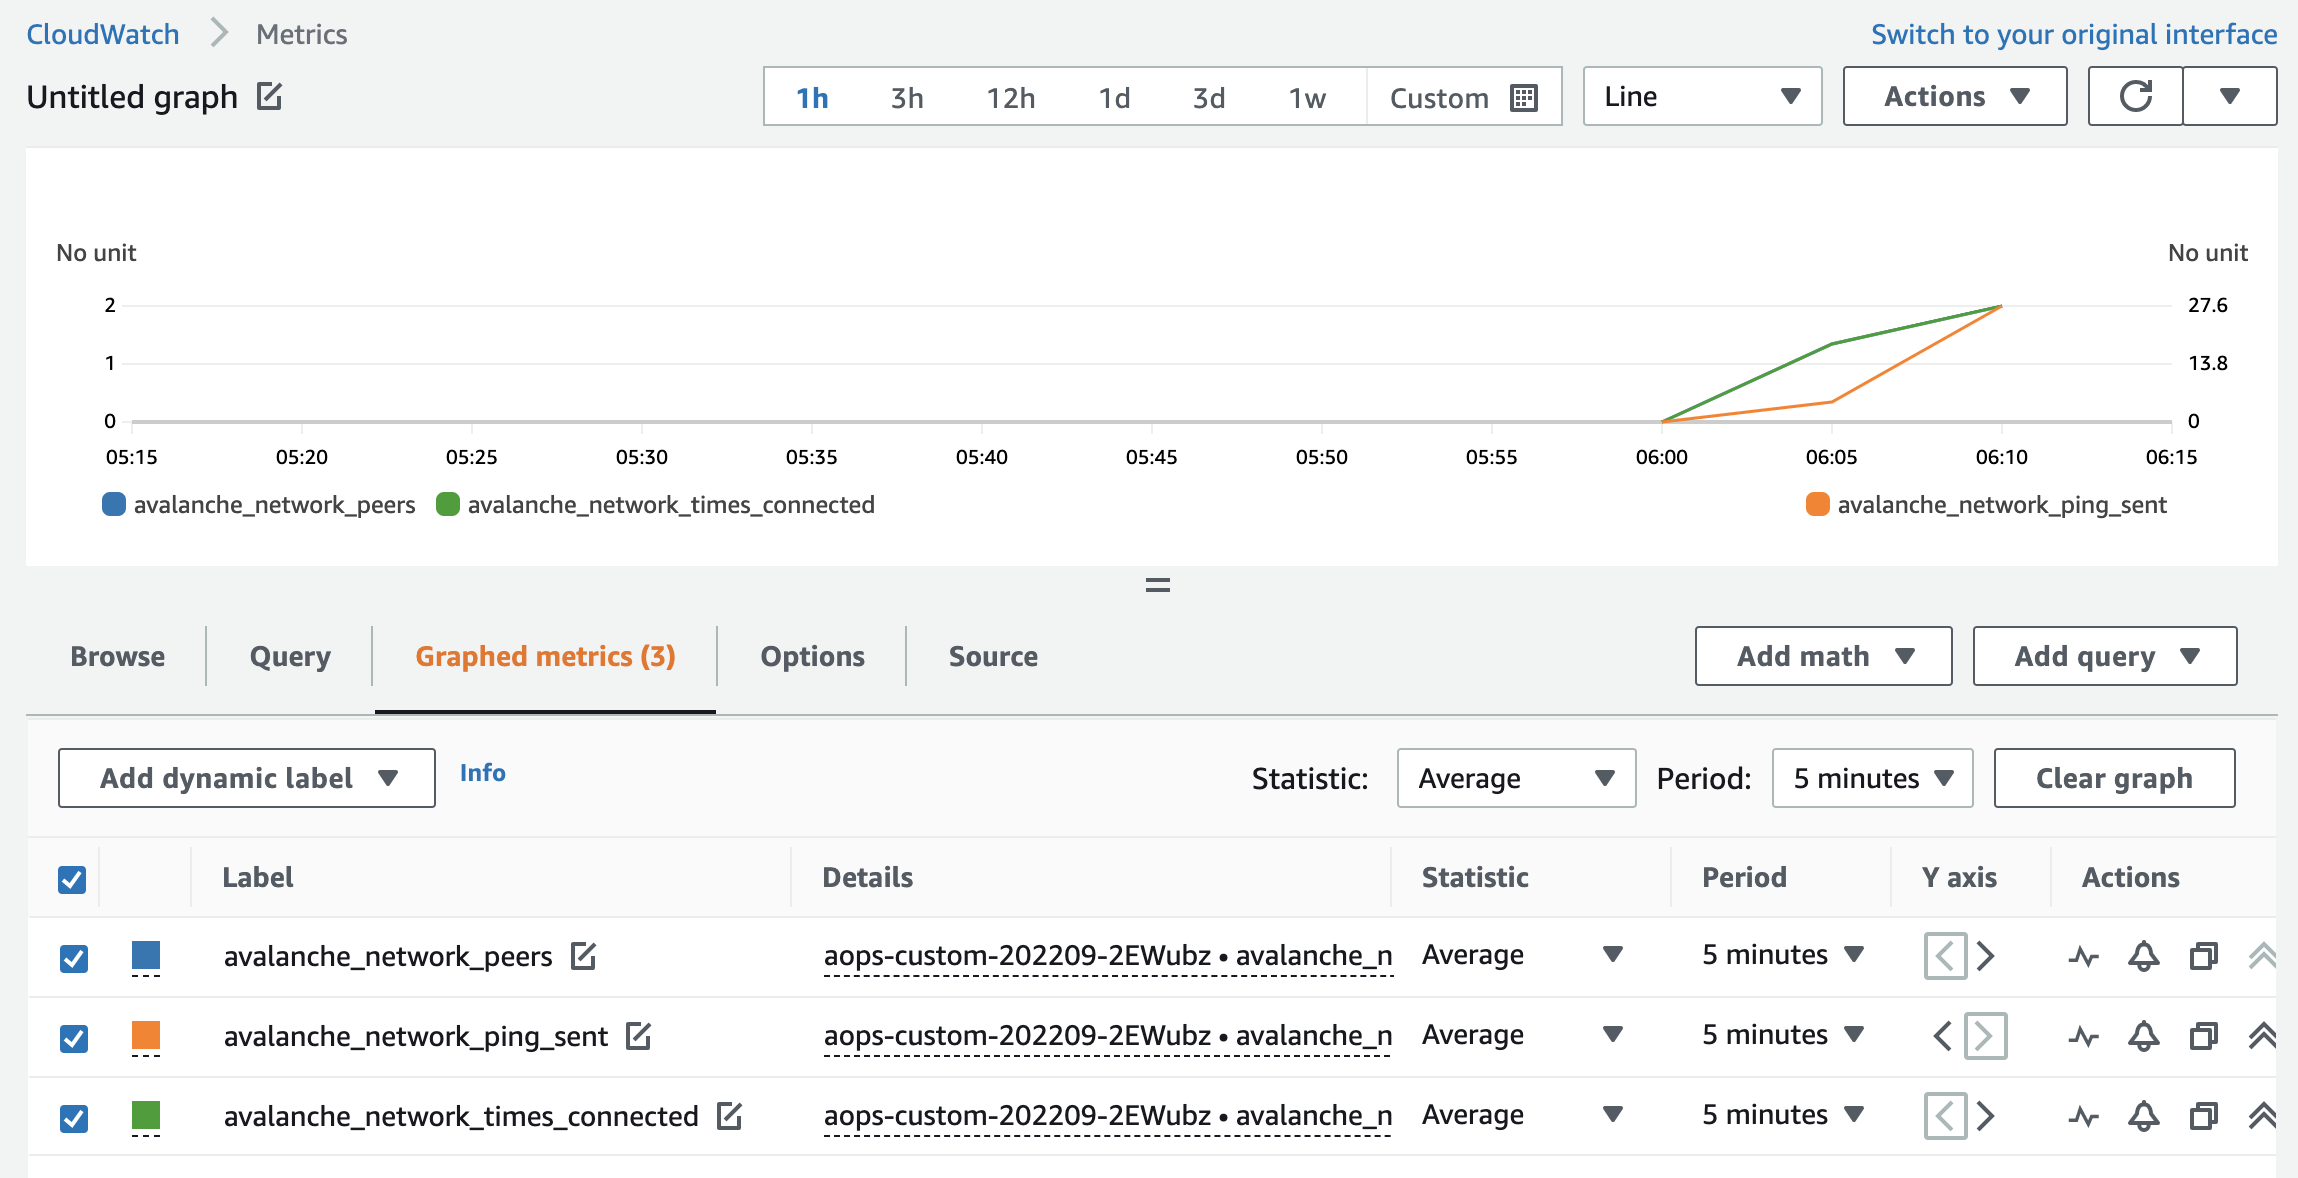 CloudWatch Metrics Switch to your original interface
Untitled graph 1h 3h 12h 1d 3d 1w Custom Line Actions
No unit No unit
2 27.6
1 13.8
0 0
05:15 05:20 05:25 05:30 05:35 05:40 05:45 05:50 05:55 06:00 06:05 06:10 06:15
avalanche_network_peers avalanche_network_times_connected avalanche_network_ping_sent
Browse Query Graphed metrics (3) Options Source Add math Add query
Add dynamic label Info Statistic: Average Period: 5 minutes Clear graph
Label Details Statistic Period Y axis Actions
avalanche_network_peers aops-custom-202209-2EWubz • avalanche_n Average 5 minutes
avalanche_network_ping_sent aops-custom-202209-2EWubz • avalanche_n Average 5 minutes
avalanche_network_times_connected aops-custom-202209-2EWubz • avalanche_n Average 5 minutes